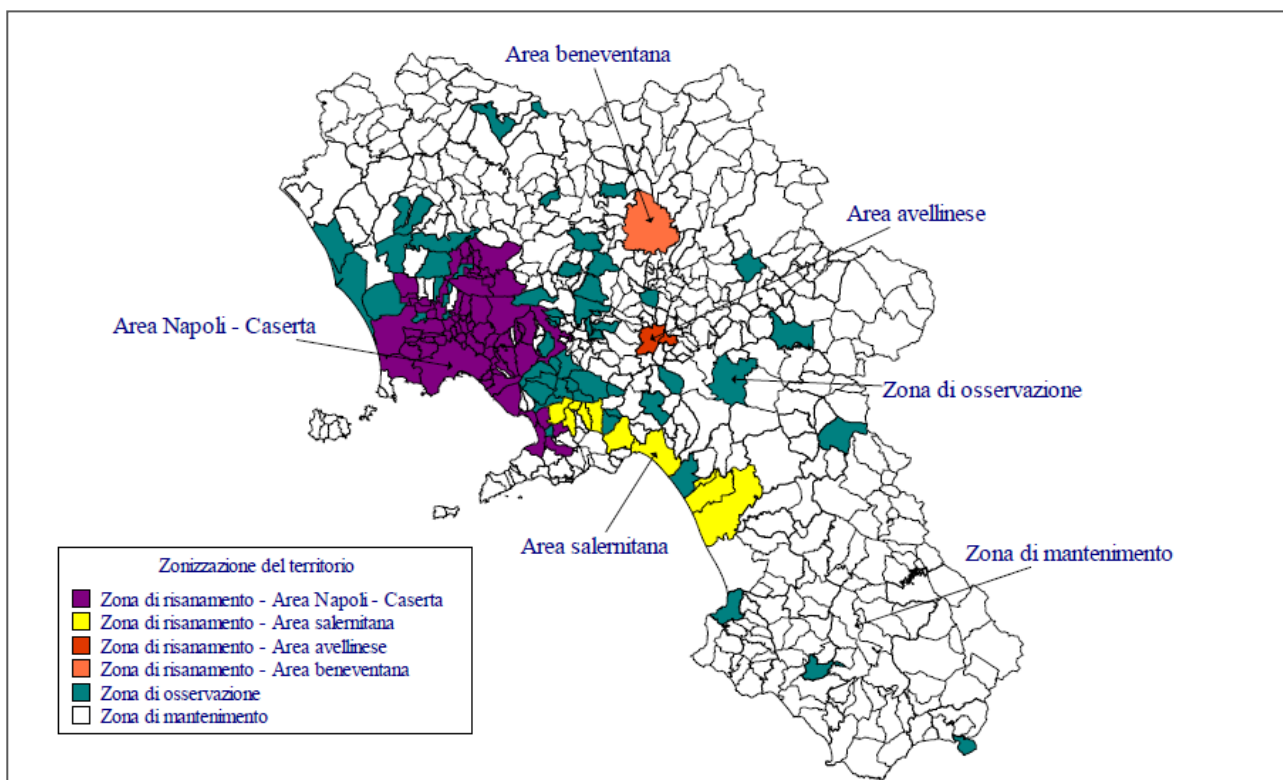 Area beneventana
Area avellinese
Area Napoli - Caserta
Zona di osservazione
Area salernitana
Zona di mantenimento
Zonizzazione del territorio
Zona di risanamento - Area Napoli - Caserta
Zona di risanamento - Area salernitana
Zona di risanamento - Area avellinese
Zona di risanamento - Area beneventana
Zona di osservazione
Zona di mantenimento